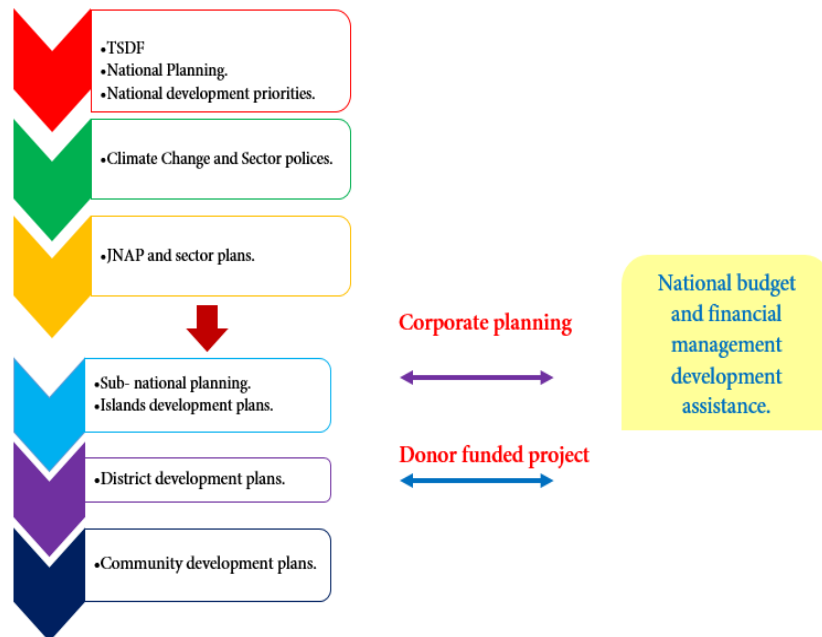 •TSDF
•National Planning.
•National development priorities.
•Climate Change and Sector polices.
•JNAP and sector plans.
Corporate planning
National budget
and financial
management
development
assistance.
•Sub- national planning.
•Islands development plans.
Donor funded project
•District development plans.
•Community development plans.